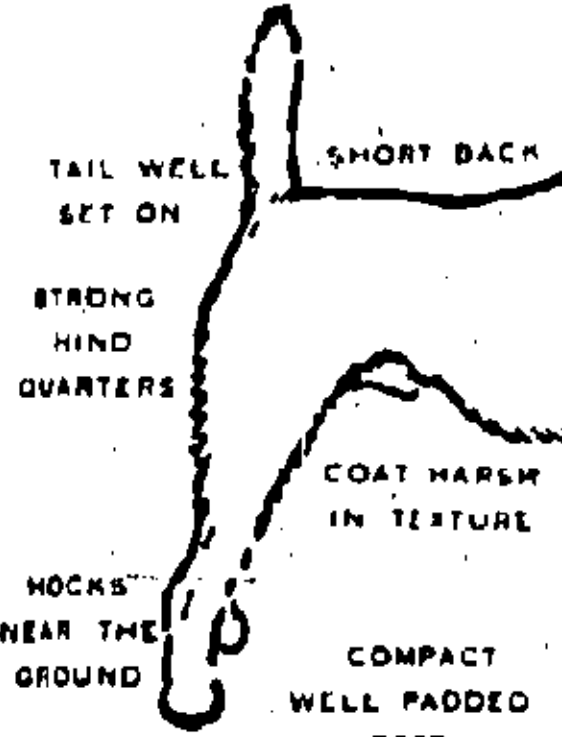 TAIL WELL
SET ON
SHORT BACK
STRONG
HIND
QUARTERS
COAT HARSH
IN TEXTURE
HOCKS
NEAR THE
GROUND
COMPACT
WELL PADDED